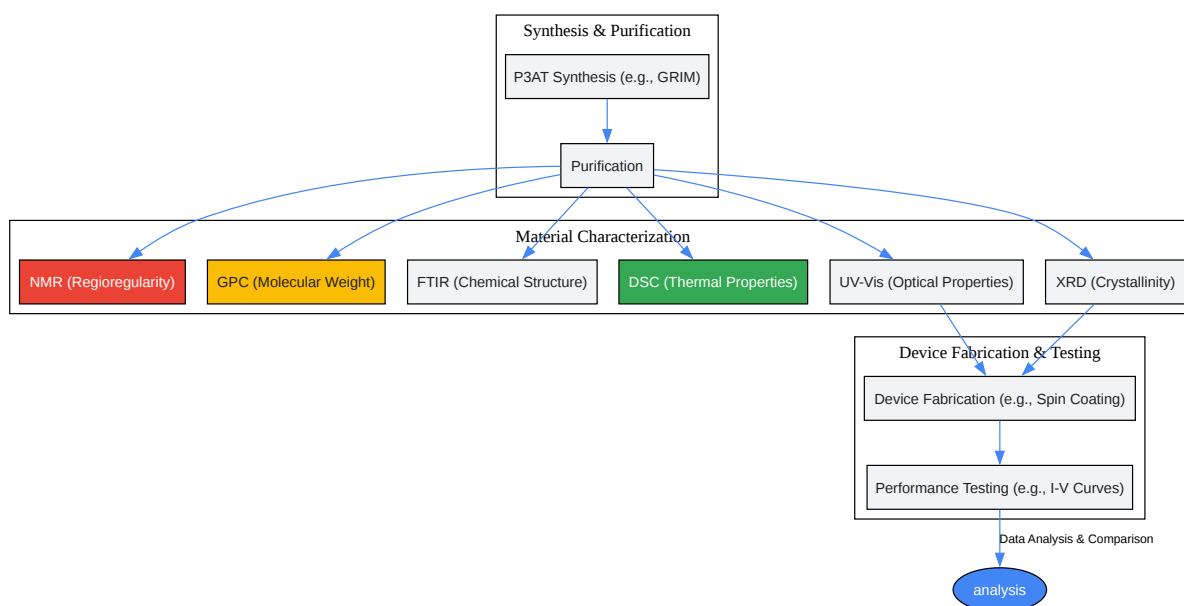 Synthesis & Purification
P3AT Synthesis (e.g., GRIM)
Purification
Material Characterization
NMR (Regioregularity)
GPC (Molecular Weight)
FTIR (Chemical Structure)
DSC (Thermal Properties)
UV-Vis (Optical Properties)
XRD (Crystallinity)
Device Fabrication & Testing
Device Fabrication (e.g., Spin Coating)
Performance Testing (e.g., I-V Curves)
Data Analysis & Comparison
analysis